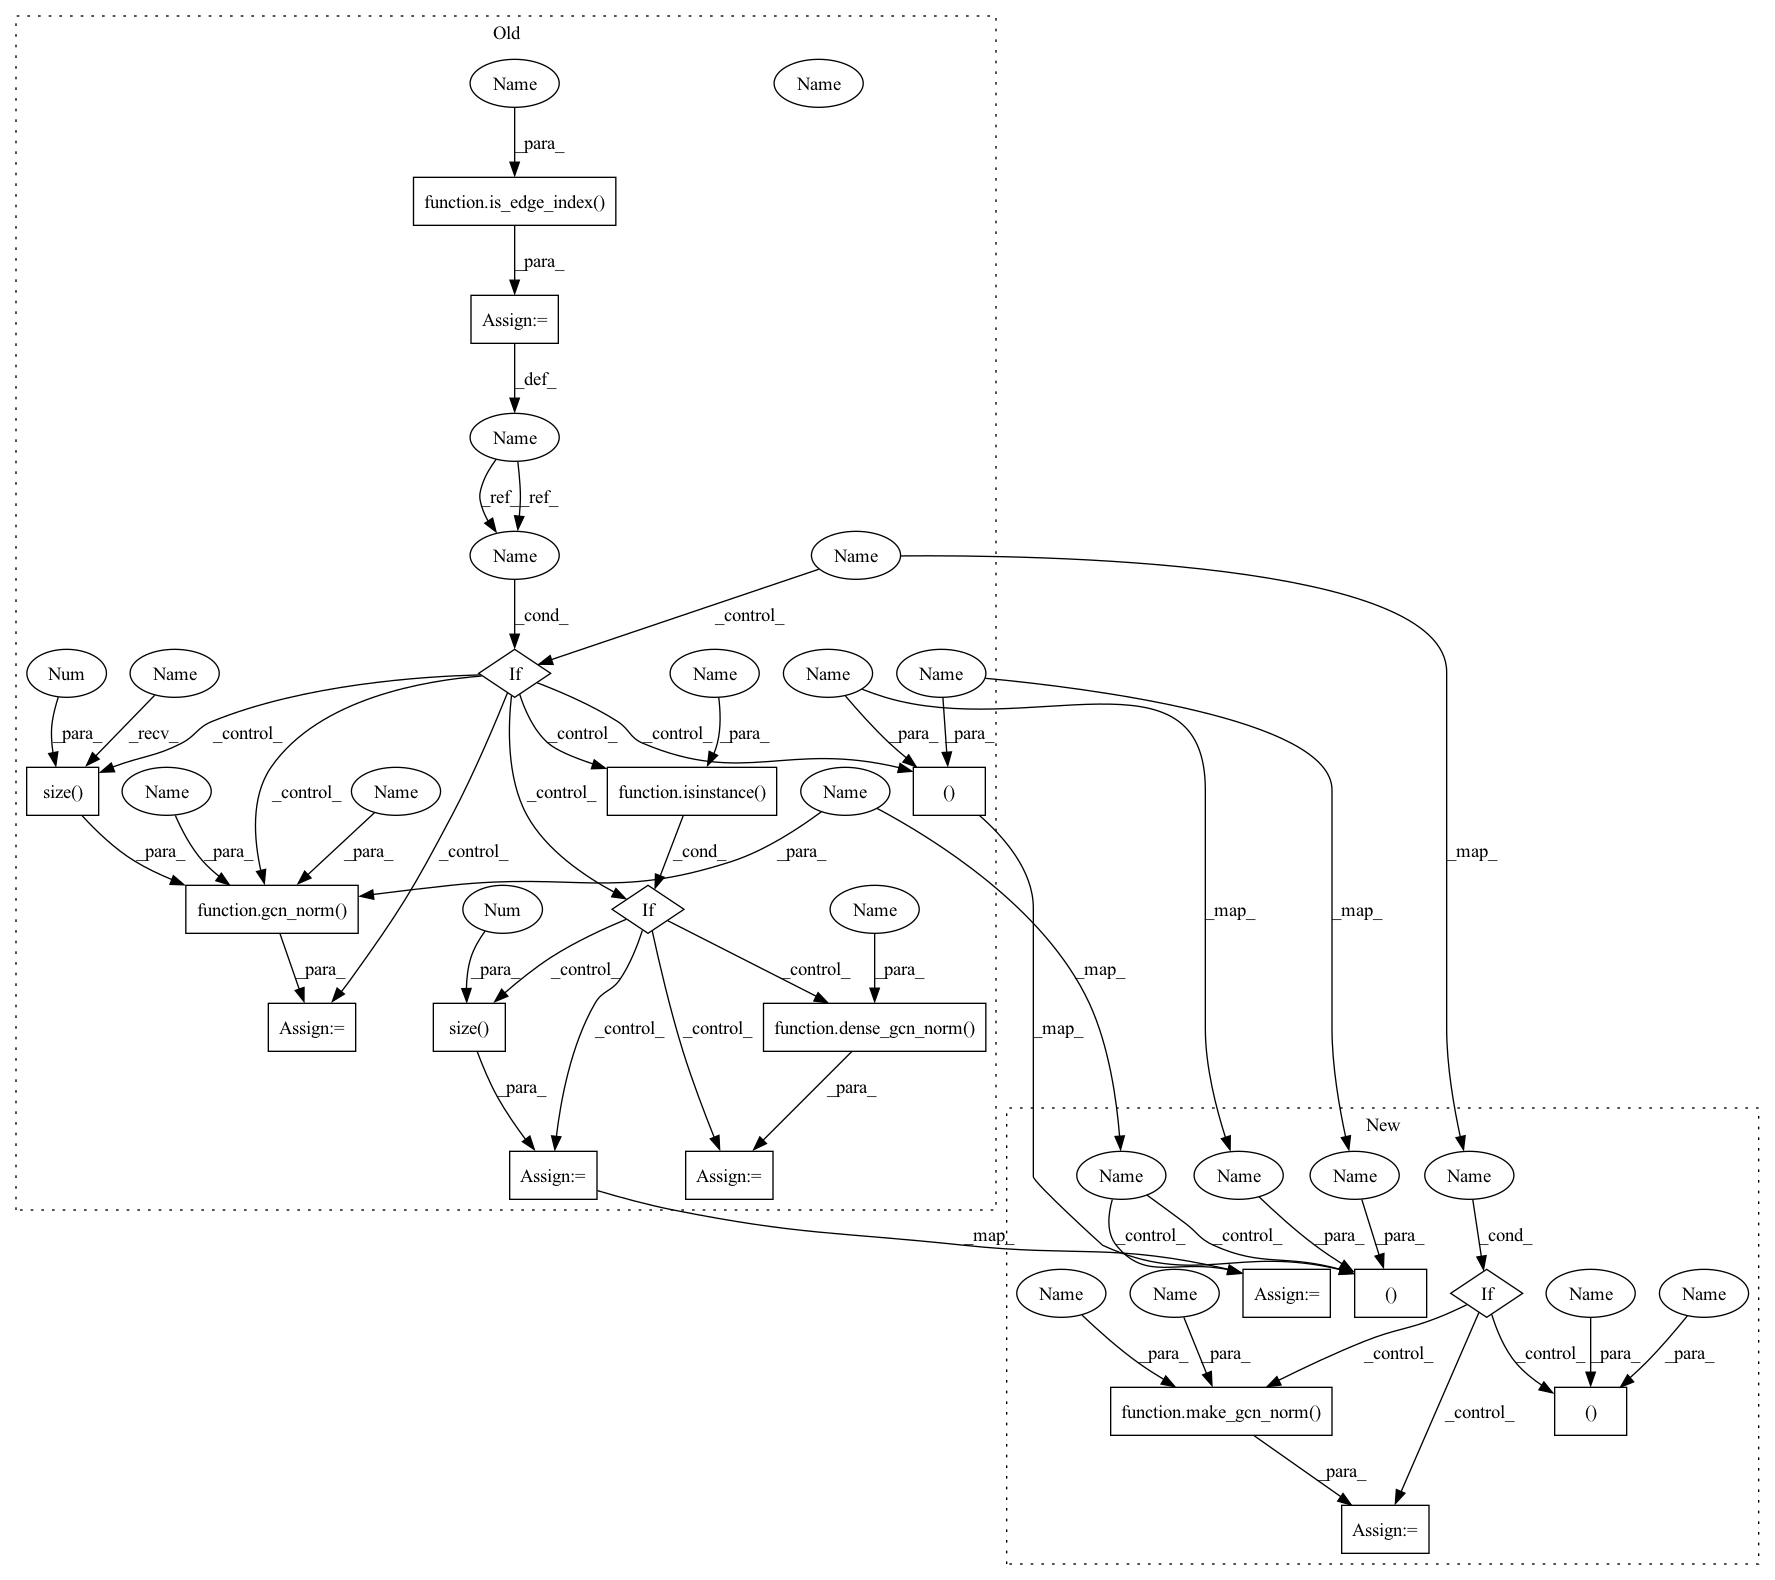 Old
Name Name
_para_
function.is_edge_index()
_para_
Assign:=
_def_
Name
_ref_ _ref_
Name Name
_cond_ _control_
Num Name If Name Name Name
_para_ _recv_ _control_ _control_ _control_ _para_ _para_ _para_
size() Name Name function.isinstance() Name ()
_control_ _control_
_para_ _para_ _para_ _control_ _cond_ _para_ _map_
function.gcn_norm() Num If Name _map_ _map_
_para_ _para_ _control_ _control_ _para_ _map_
Assign:= size() function.dense_gcn_norm()
_control_ _control_ _map_
_para_ _para_
New
Assign:= Assign:= Name Name Name Name
_map_ _control_ _control_ _para_ _para_ _cond_
Name Name Assign:= () If Name Name
_para_ _para_ _control_ _control_ _para_ _para_
function.make_gcn_norm() _control_ ()
_para_
Assign:=